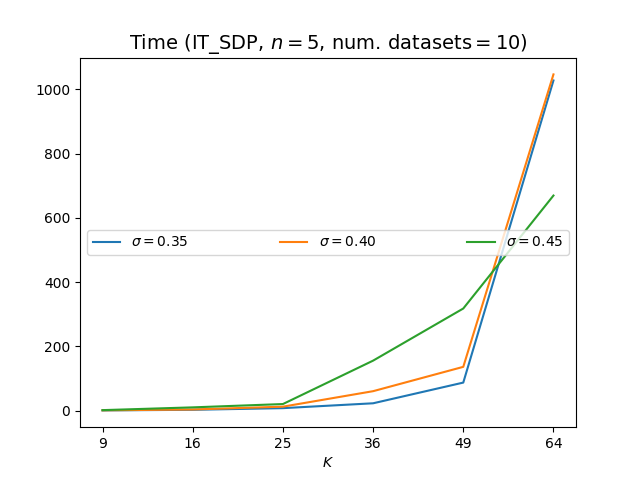 Time (IT_SDP, n = 5, num. datasets = 10)
1000
800
600
σ = 0.35 σ = 0.40 σ = 0.45
400
200
0
9 16 25 36 49 64
K